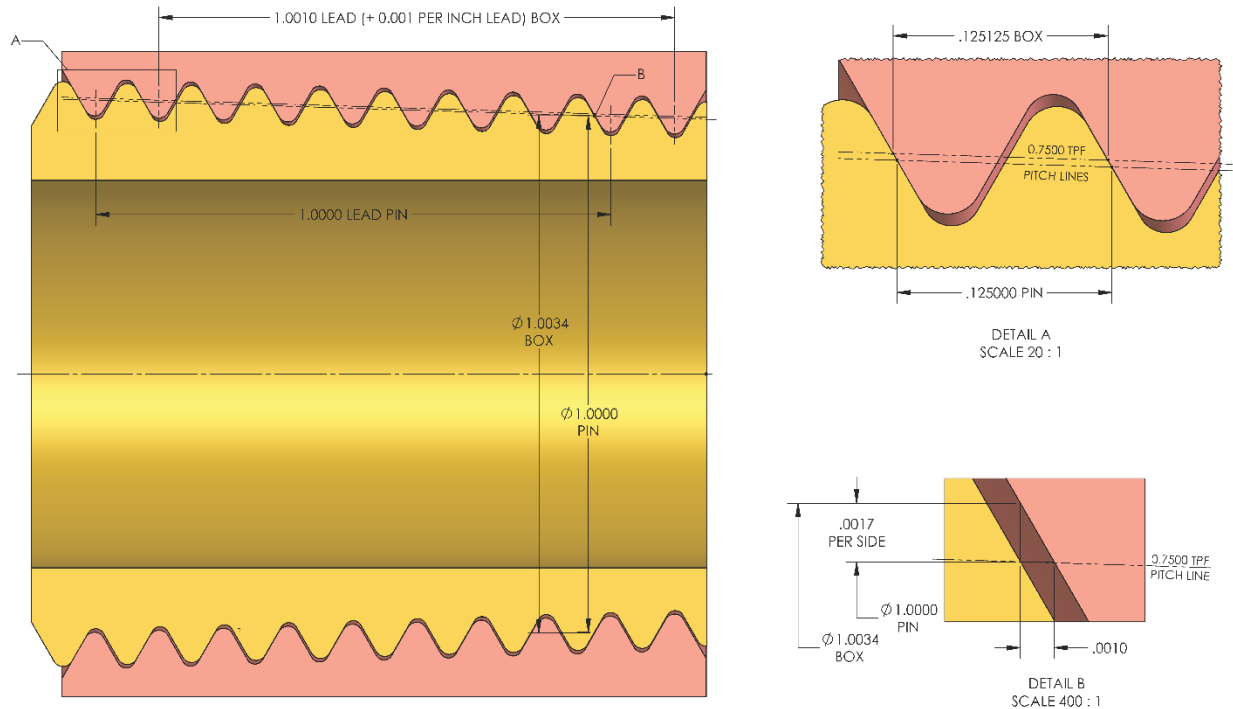 1.0010 LEAD (+ 0.001 PER INCH LEAD) BOX
A
B
1.0000 LEAD PIN
Ø1.0034
BOX
Ø1.0000
PIN
.125125 BOX
0.7500 TPF
PITCH LINES
.125000 PIN
DETAIL A
SCALE 20 : 1
.0017
PER SIDE
0.7500 TPF
PITCH LINE
Ø1.0000
PIN
Ø1.0034
BOX
.0010
DETAIL B
SCALE 400 : 1